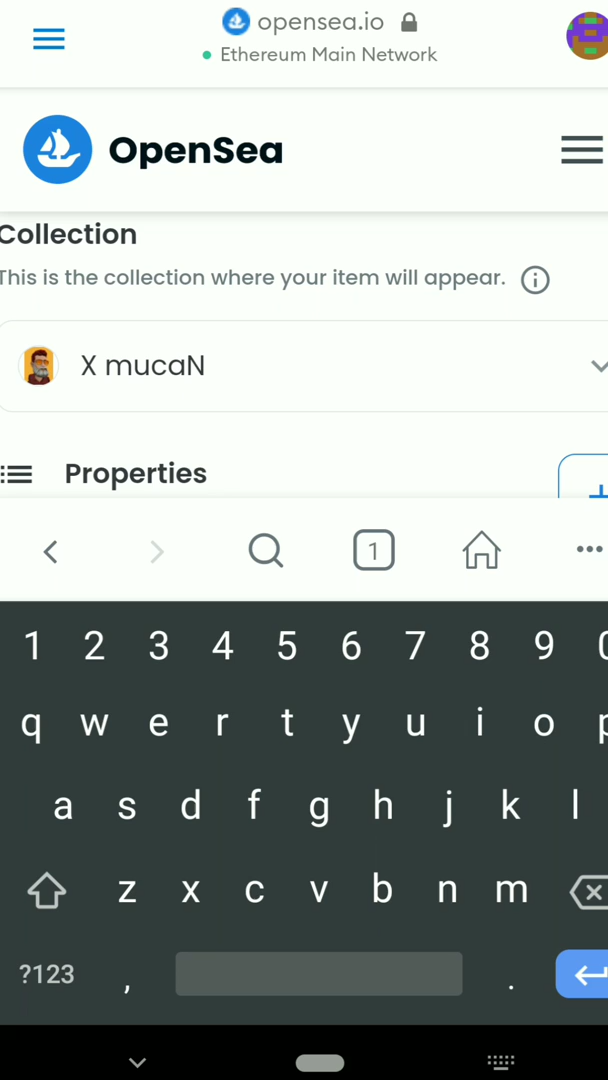 opensea.io
Ethereum Main Network
OpenSea
Collection
This is the collection where your item will appear.
X mucaN
Properties
1
1 2 3 4 5 6 7 8 9 0
q w e r t y u i o p
a s d f g h j k l
z x c v b n m
?123 , .